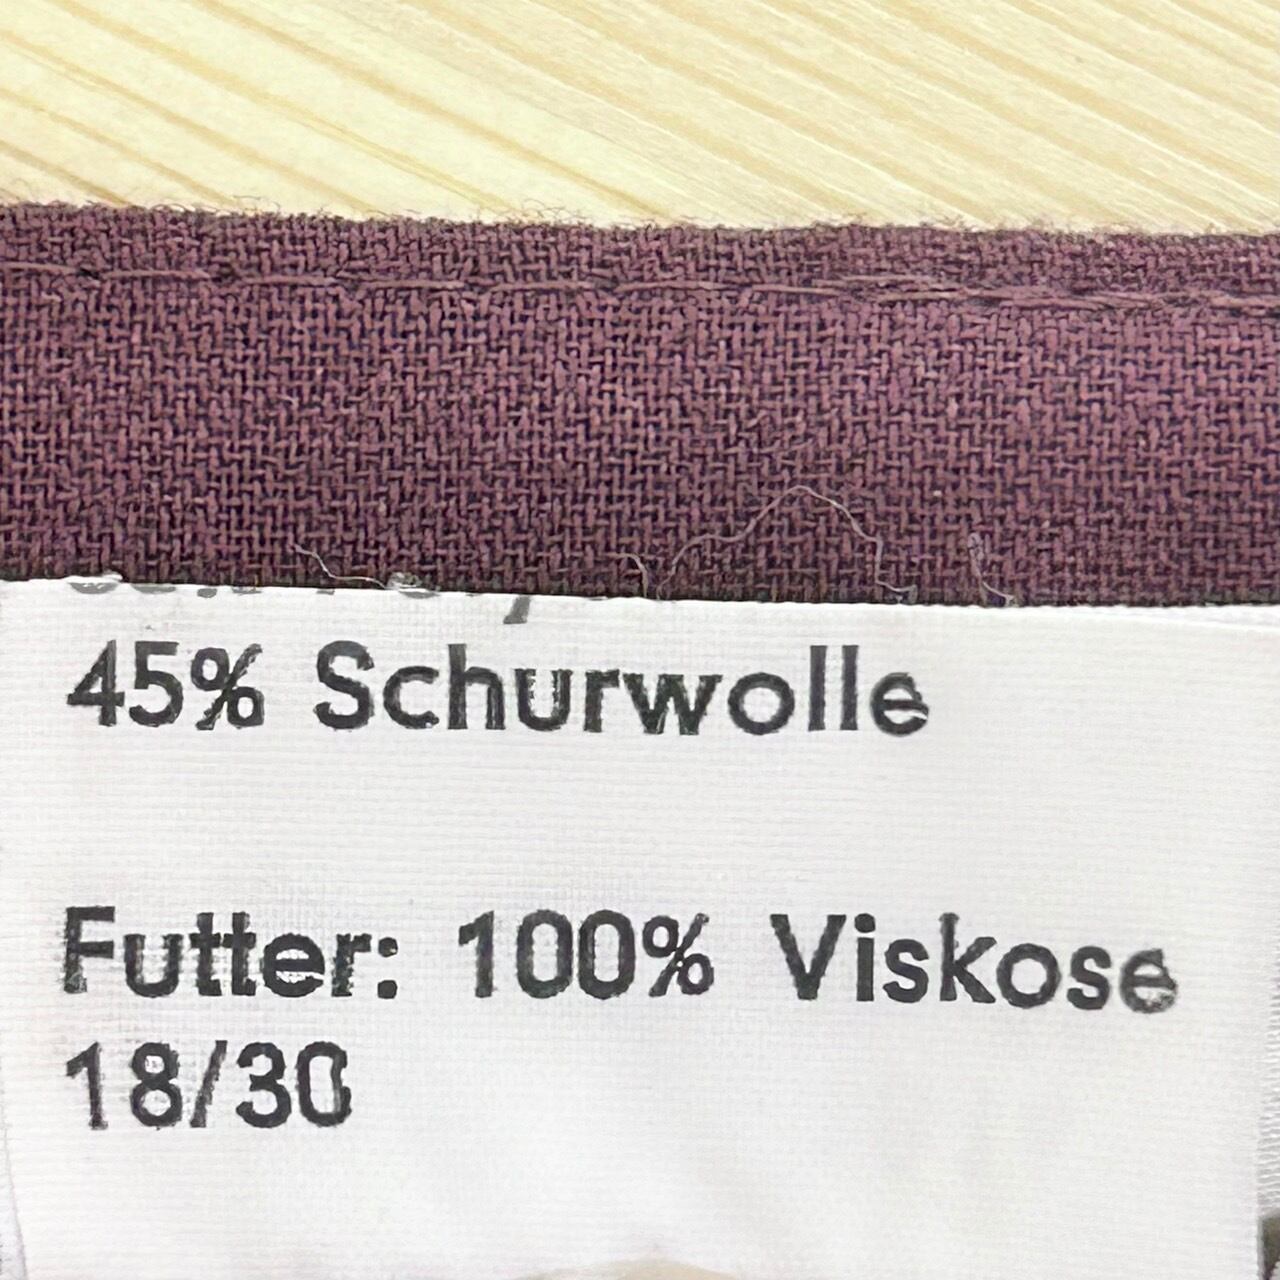 45% Schurwolle
Futter: 100% Viskose
18/30